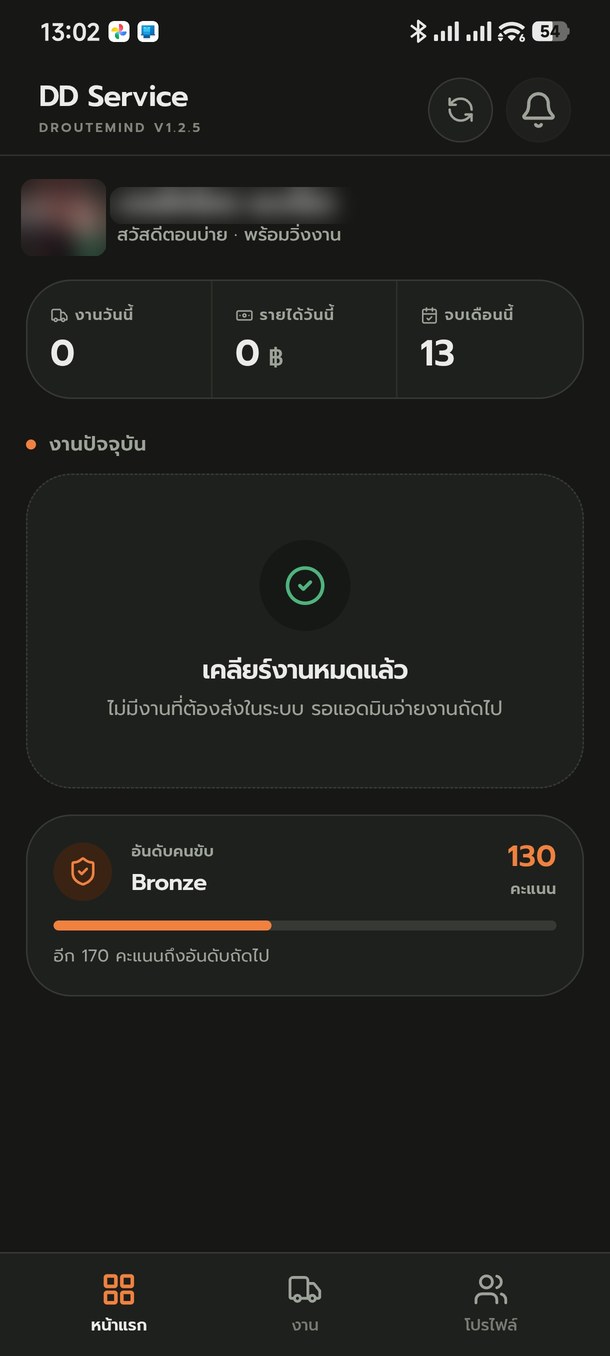 13:02
54
DD Service
DROUTEMIND V1.2.5
สวัสดีตอนบ่าย · พร้อมวิ่งงาน
งานวันนี้
0
รายได้วันนี้
0 ฿
จบเดือนนี้
13
งานปัจจุบัน
เคลียร์งานหมดแล้ว
ไม่มีงานที่ต้องส่งในระบบ รอแอดมินจ่ายงานถัดไป
อันดับคนขับ
Bronze
130
คะแนน
อีก 170 คะแนนถึงอันดับถัดไป
หน้าแรก
งาน
โปรไฟล์